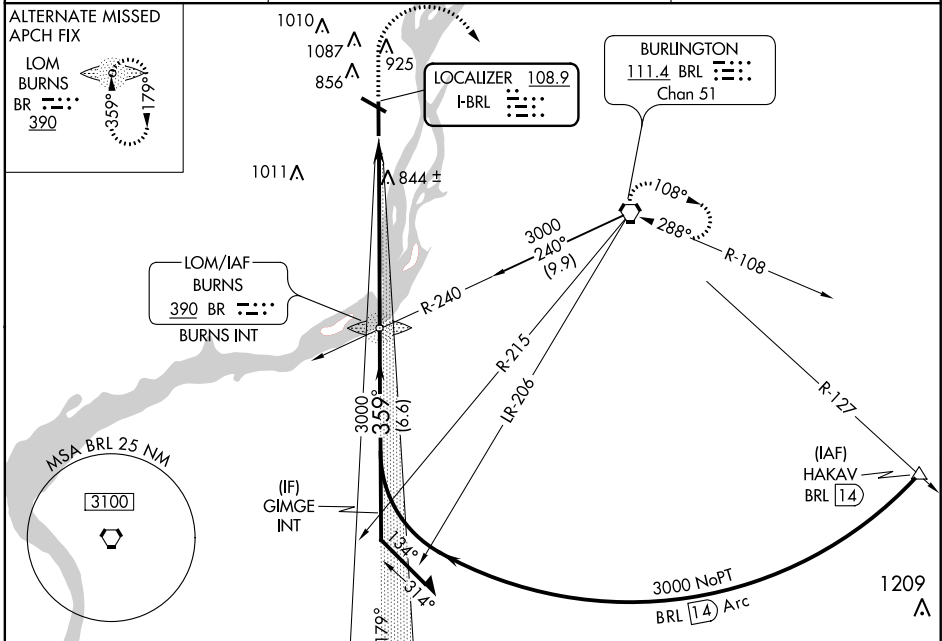 ALTERNATE MISSED
APCH FIX
LOM
BURNS
BR
390
359°
179°
1010
1087
856
925
LOCALIZER 108.9
I-BRL
BURLINGTON
111.4 BRL
Chan 51
1011
844 ±
108°
288°
R-108
3000
240°
(9.9)
R-240
LOM/IAF
BURNS
390 BR
BURNS INT
R-215
LR-206
R-127
3000
359°
(6.6)
(IAF)
HAKAV
BRL 14
MSA BRL 25 NM
3100
(IF)
GIMGE
INT
134°
314°
3000 NoPT
BRL 14 Arc
1209
179°